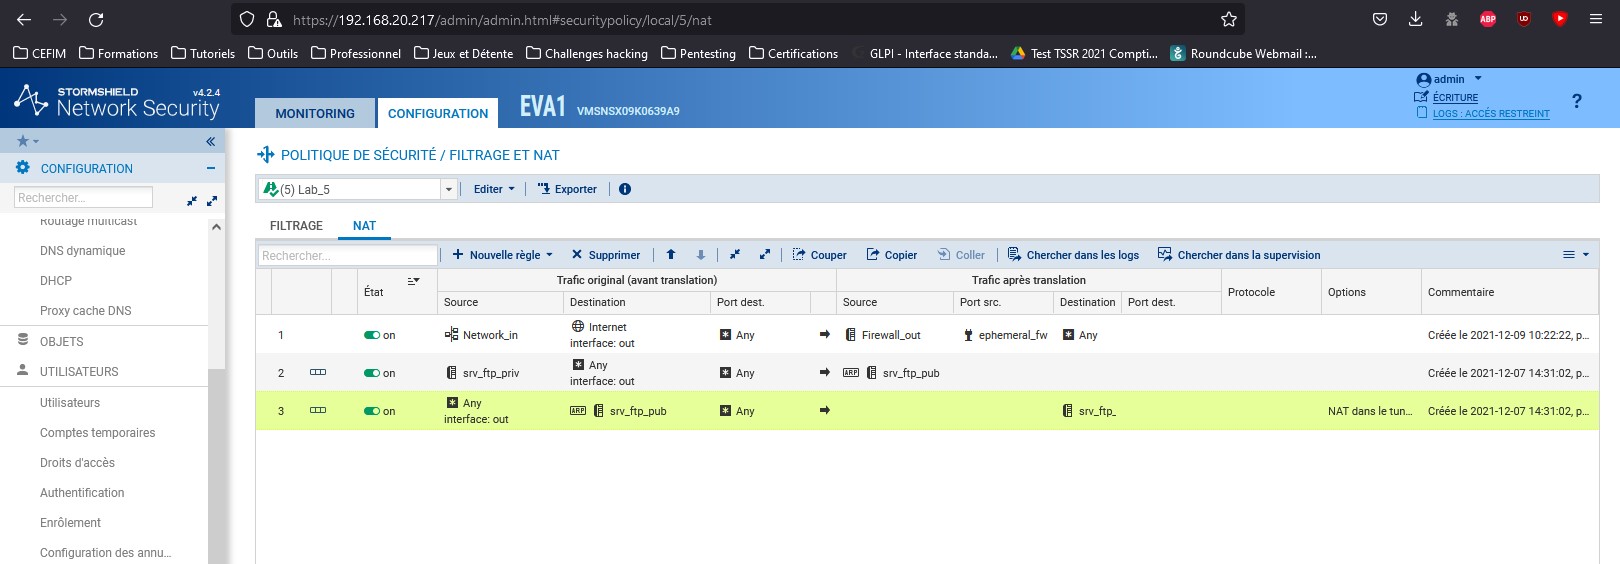 https://192.168.20.217/admin/admin.html#securitypolicy/local/5/nat
ABP
CEFIM Formations Tutoriels Outils Professionnel Jeux et Détente Challenges hacking Pentesting Certifications GLPI - Interface standa... Test TSSR 2021 Compti... Roundcube Webmail :...
STORMSHIELD v4.2.4
Network Security
MONITORING CONFIGURATION EVA1 VMSNSX09K0639A9
admin
ÉCRITURE
LOGS : ACCÈS RESTREINT
?
CONFIGURATION
Rechercher...
Routage multicast
DNS dynamique
DHCP
Proxy cache DNS
OBJETS
UTILISATEURS
Utilisateurs
Comptes temporaires
Droits d'accès
Authentification
Enrôlement
Configuration des annu...
POLITIQUE DE SÉCURITÉ / FILTRAGE ET NAT
(5) Lab_5 Editer Exporter
FILTRAGE NAT
Rechercher... Nouvelle règle Supprimer Couper Copier Coller Chercher dans les logs Chercher dans la supervision
État Trafic original (avant translation) Trafic après translation Protocole Options Commentaire
Source Destination Port dest. Source Port src. Destination Port dest.
1 on Network_in Internet interface: out Any Firewall_out ephemeral_fw Any Créée le 2021-12-09 10:22:22, p...
2 on srv_ftp_priv Any interface: out Any ARP srv_ftp_pub Créée le 2021-12-07 14:31:02, p...
3 on Any interface: out ARP srv_ftp_pub Any srv_ftp_ NAT dans le tun... Créée le 2021-12-07 14:31:02, p...